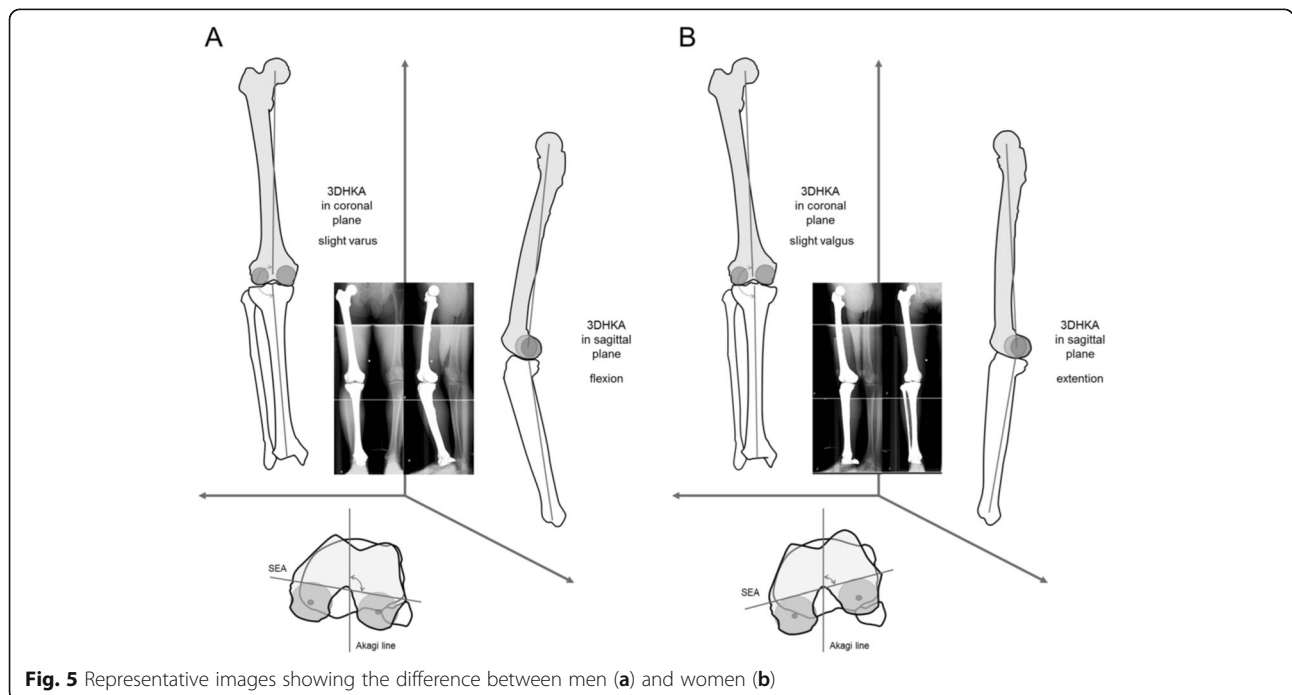 A
3DHKA
in coronal
plane
slight varus
3DHKA
in sagittal
plane
flexion
SEA
Akagi line
B
3DHKA
in coronal
plane
slight valgus
3DHKA
in sagittal
plane
extention
SEA
Akagi line
Fig. 5 Representative images showing the difference between men (a) and women (b)